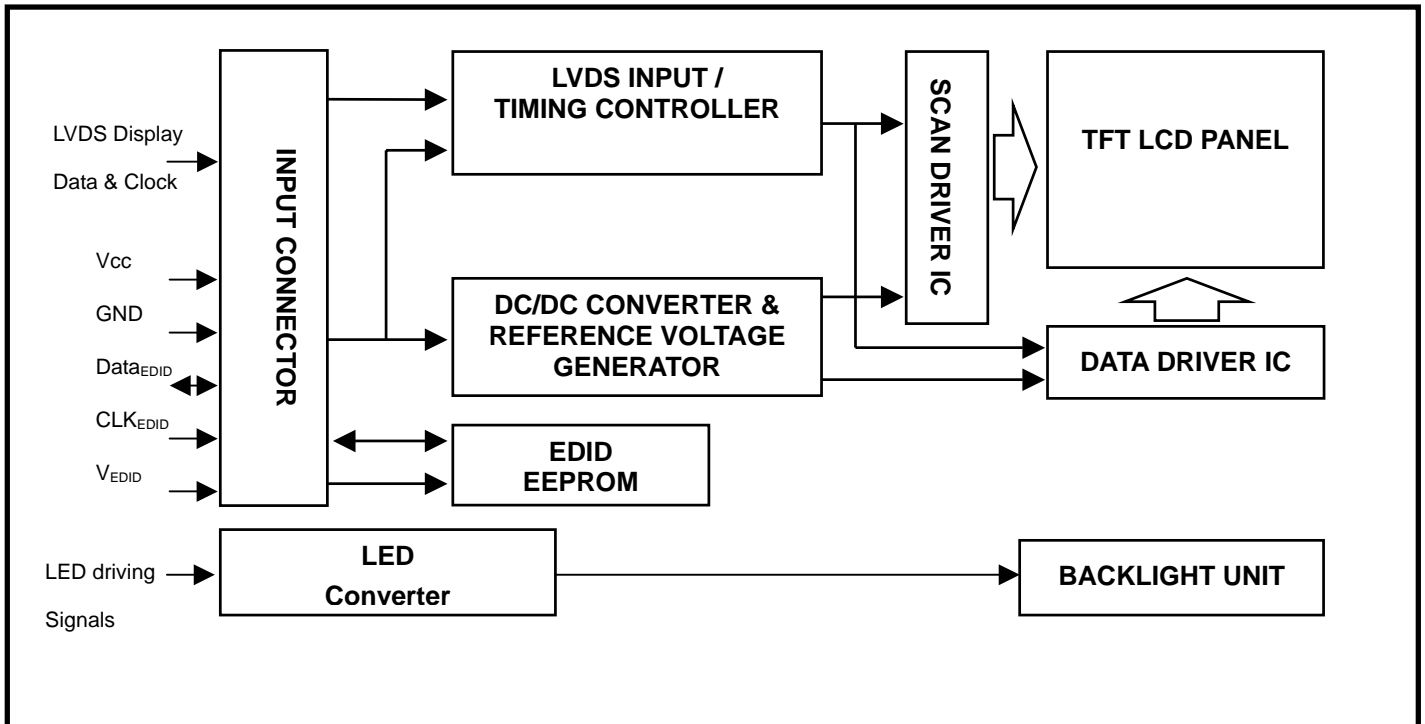 LVDS Display
Data & Clock
Vcc
GND
DataEDID
CLKEDID
VEDID
INPUT CONNECTOR
LVDS INPUT /
TIMING CONTROLLER
DC/DC CONVERTER &
REFERENCE VOLTAGE
GENERATOR
EDID
EEPROM
SCAN DRIVER IC
TFT LCD PANEL
DATA DRIVER IC
LED driving
Signals
LED
Converter
BACKLIGHT UNIT